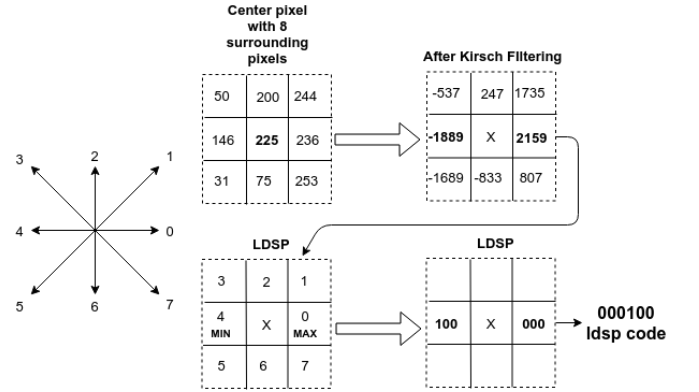 Center pixel
with 8
surrounding
pixels
50 200 244
146 225 236
31 75 253
After Kirsch FIltering
-537 247 1735
-1889 X 2159
-1689 -833 807
3 2 1
4 0
5 6 7
LDSP
3 2 1
4 X 0
MIN MAX
5 6 7
LDSP
100 X 000
000100
ldsp code